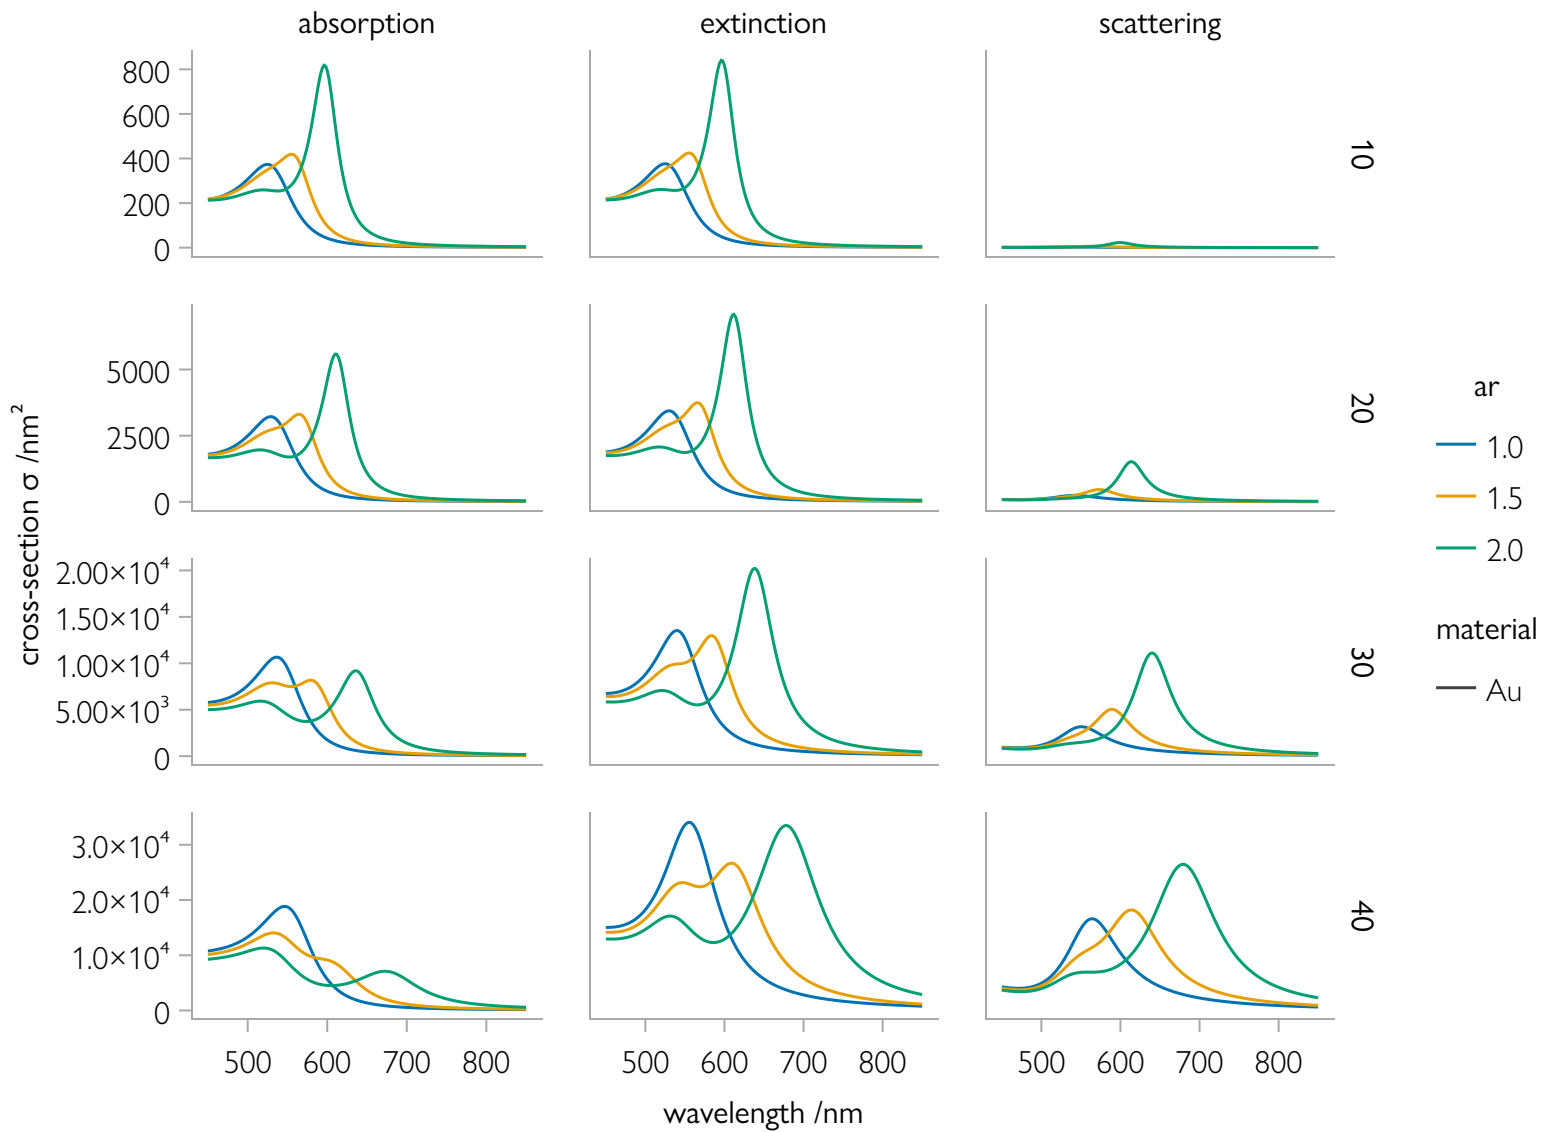 absorption
extinction
scattering
800
600
400
200
0
10
5000
2500
0
20
2.00×10⁴
1.50×10⁴
1.00×10⁴
5.00×10³
0
30
3.0×10⁴
2.0×10⁴
1.0×10⁴
0
40
500 600 700 800
500 600 700 800
500 600 700 800
wavelength /nm
cross-section σ /nm²
ar
1.0
1.5
2.0
material
Au